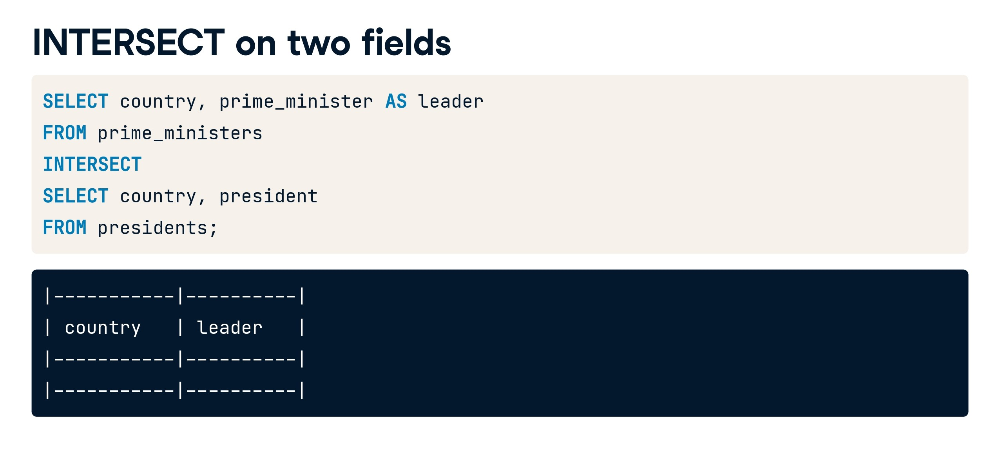 INTERSECT on two fields
SELECT country, prime_minister AS leader
FROM prime_ministers
INTERSECT
SELECT country, president
FROM presidents;
|-----------|----------|
| country   | leader   |
|-----------|----------|
|-----------|----------|